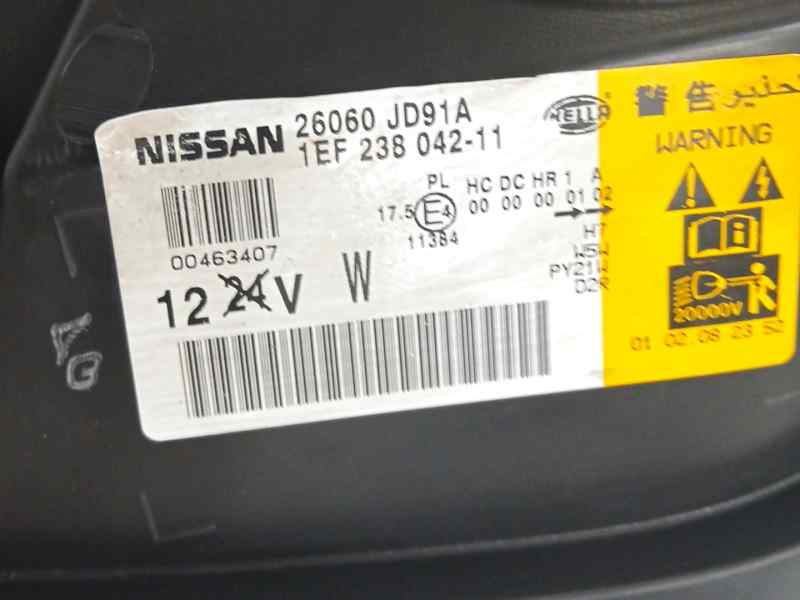 NISSAN 26060 JD91A
1EF 238 042-11
HELLA
警告 تحذير
WARNING
PL HC DC HR 1 A
17.5 E4 00 00 00 01 02
11384
00463407
12 24 V W
H7
W5W
PY21W
D2R
20000V
01 02 08 23 52
G